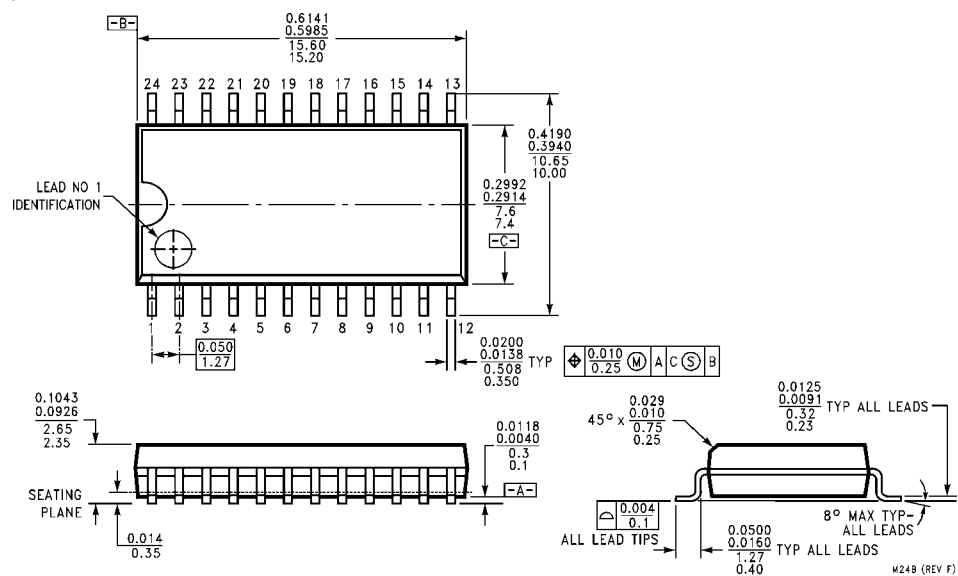 -B-
0.6141
0.5985
15.60
15.20
24 23 22 21 20 19 18 17 16 15 14 13
0.4190
0.3940
10.65
10.00
LEAD NO 1
IDENTIFICATION
0.2992
0.2914
7.6
7.4
-C-
1 2 3 4 5 6 7 8 9 10 11 12
0.050
1.27
0.0200
0.0138
0.508
0.350
TYP
⌖ 0.010
0.25
Ⓜ A C Ⓢ B
0.1043
0.0926
2.65
2.35
0.0118
0.0040
0.3
0.1
-A-
SEATING
PLANE
0.014
0.35
45° x
0.029
0.010
0.75
0.25
0.0125
0.0091
0.32
0.23
TYP ALL LEADS
8° MAX TYP-
ALL LEADS
⌓ 0.004
0.1
ALL LEAD TIPS
0.0500
0.0160
1.27
0.40
TYP ALL LEADS
M24B (REV F)